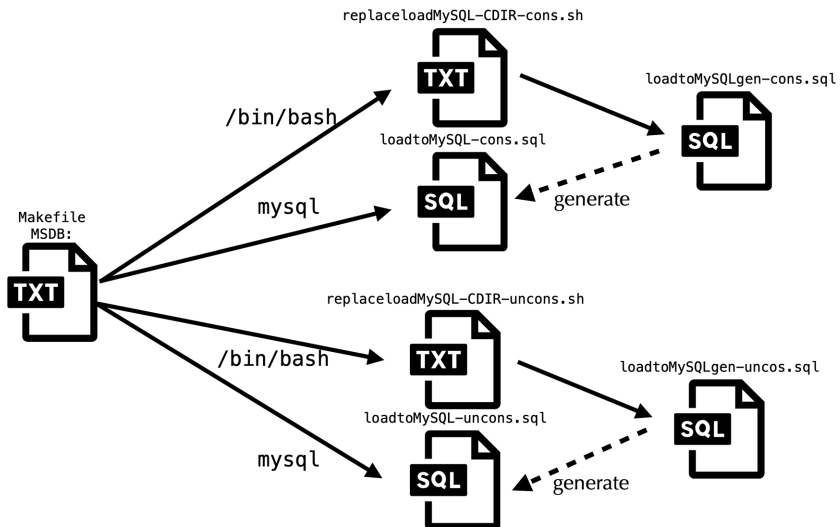 replaceloadMySQL-CDIR-cons.sh
TXT
loadtoMySQLgen-cons.sql
SQL
/bin/bash
loadtoMySQL-cons.sql
SQL
generate
mysql
Makefile
MSDB:
TXT
replaceloadMySQL-CDIR-uncons.sh
TXT
/bin/bash
loadtoMySQLgen-uncos.sql
SQL
loadtoMySQL-uncons.sql
SQL
generate
mysql